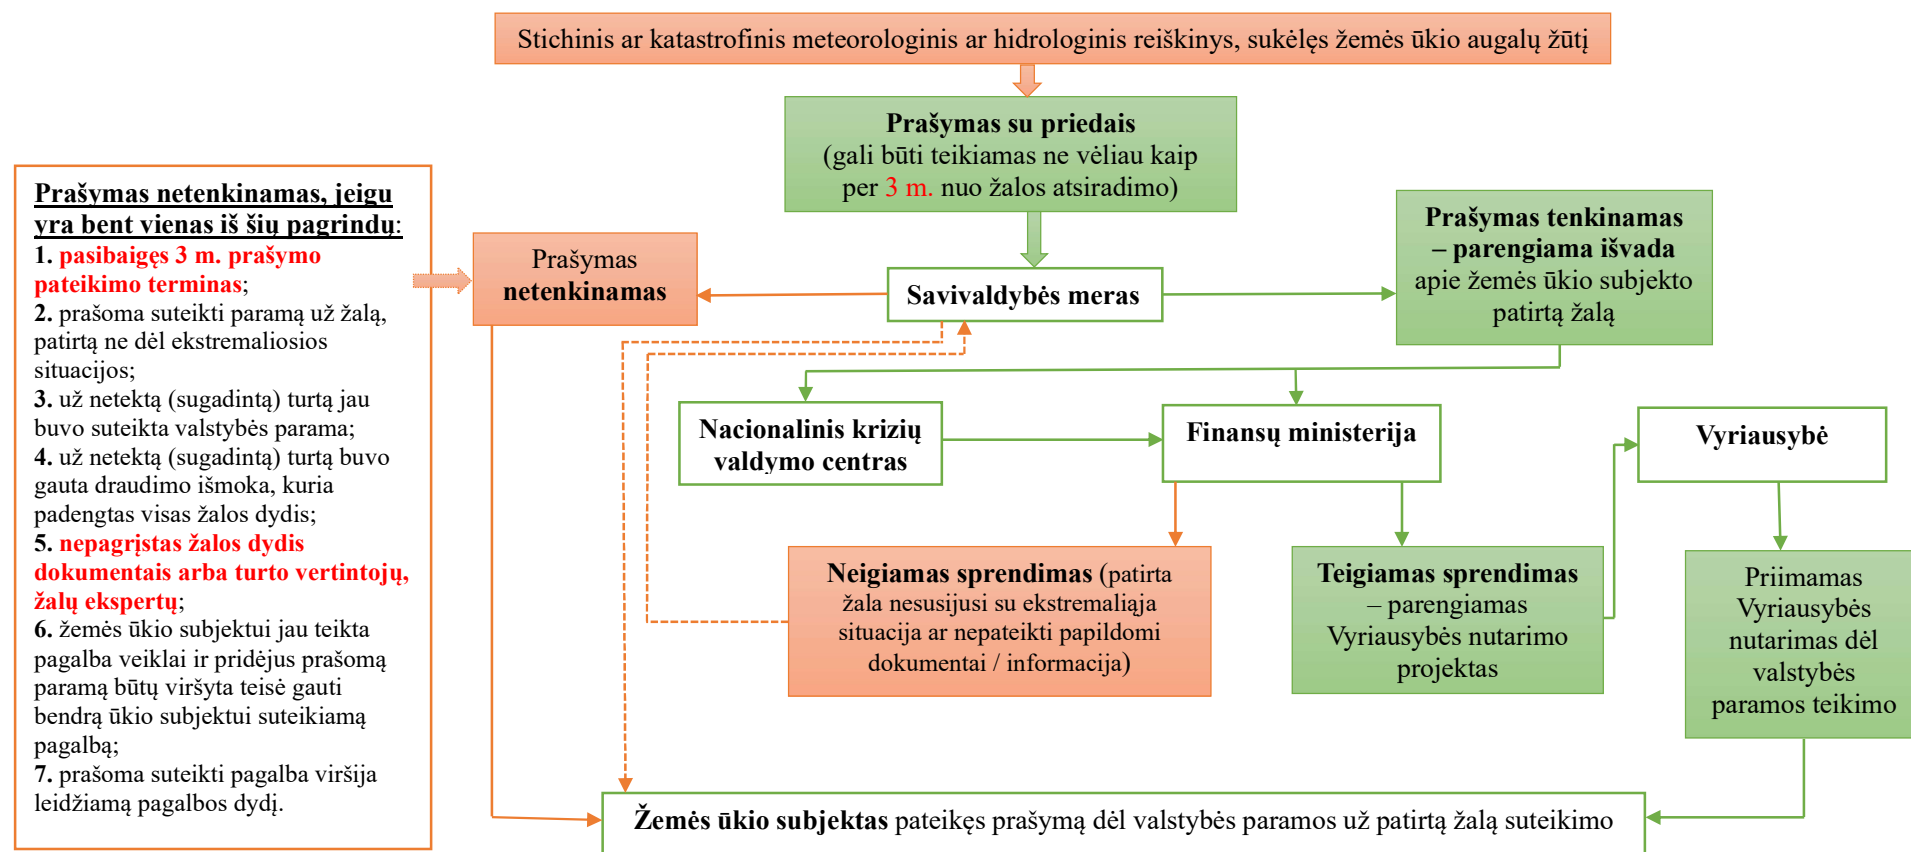 Stichinis ar katastrofinis meteorologinis ar hidrologinis reiškinys, sukėlęs žemės ūkio augalų žūtį
Prašymas su priedais
(gali būti teikiamas ne vėliau kaip
per 3 m. nuo žalos atsiradimo)
Prašymas netenkinamas, jeigu
yra bent vienas iš šių pagrindų:
1. pasibaigęs 3 m. prašymo
pateikimo terminas;
2. prašoma suteikti paramą už žalą,
patirtą ne dėl ekstremaliosios
situacijos;
3. už netektą (sugadintą) turtą jau
buvo suteikta valstybės parama;
4. už netektą (sugadintą) turtą buvo
gauta draudimo išmoka, kuria
padengtas visas žalos dydis;
5. nepagrįstas žalos dydis
dokumentais arba turto vertintojų,
žalų ekspertų;
6. žemės ūkio subjektui jau teikta
pagalba veiklai ir pridėjus prašomą
paramą būtų viršyta teisė gauti
bendrą ūkio subjektui suteikiamą
pagalbą;
7. prašoma suteikti pagalba viršija
leidžiamą pagalbos dydį.
Prašymas
netenkinamas
Savivaldybės meras
Prašymas tenkinamas
– parengiama išvada
apie žemės ūkio subjekto
patirtą žalą
Nacionalinis krizių
valdymo centras
Finansų ministerija
Vyriausybė
Neigiamas sprendimas (patirta
žala nesusijusi su ekstremaliąja
situacija ar nepateikti papildomi
dokumentai / informacija)
Teigiamas sprendimas
– parengiamas
Vyriausybės nutarimo
projektas
Priimamas
Vyriausybės
nutarimas dėl
valstybės
paramos teikimo
Žemės ūkio subjektas pateikęs prašymą dėl valstybės paramos už patirtą žalą suteikimo